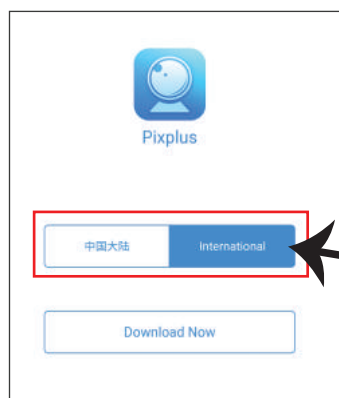 Pixplus
中国大陆 International
Download Now